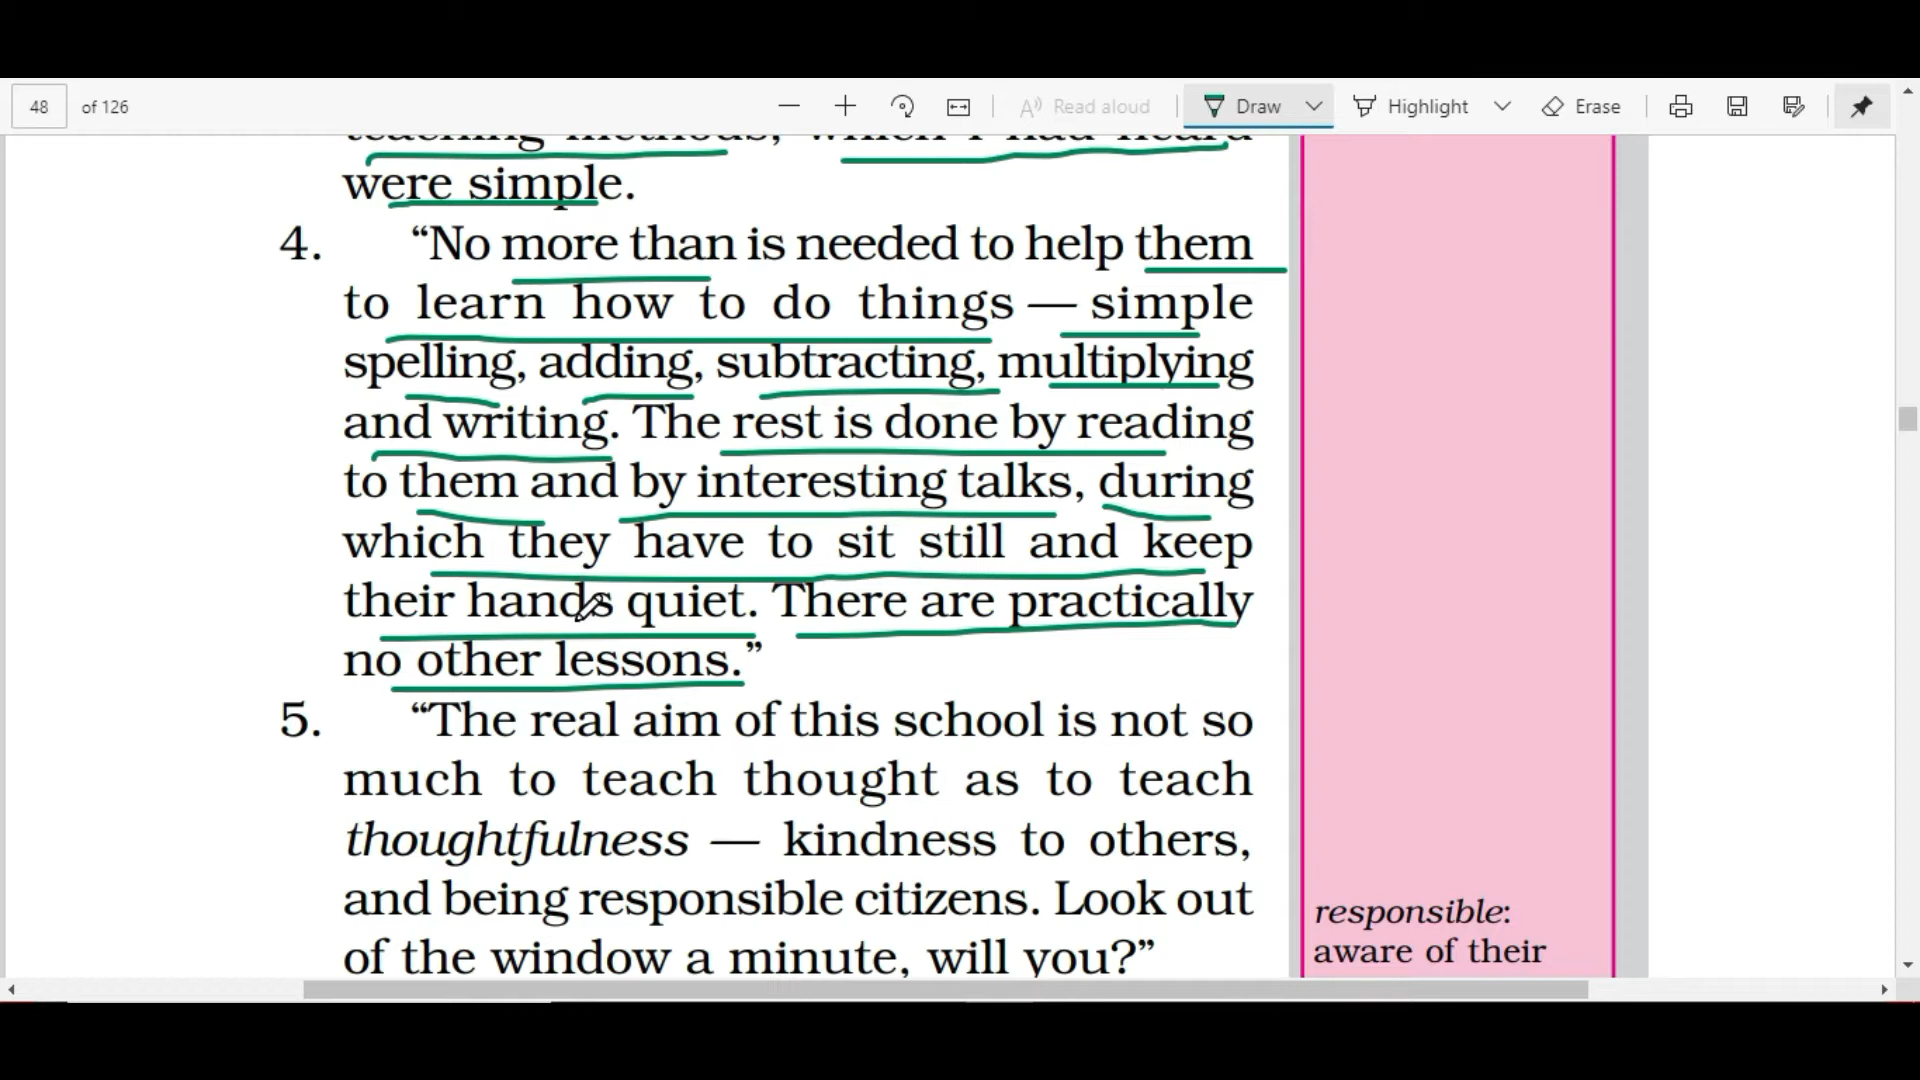 48 of 126 Read aloud Draw Highlight Erase
teaching methods, which I had heard
were simple.
4. “No more than is needed to help them
to learn how to do things — simple
spelling, adding, subtracting, multiplying
and writing. The rest is done by reading
to them and by interesting talks, during
which they have to sit still and keep
their hands quiet. There are practically
no other lessons.”
5. “The real aim of this school is not so
much to teach thought as to teach
thoughtfulness — kindness to others,
and being responsible citizens. Look out
of the window a minute, will you?”
responsible:
aware of their